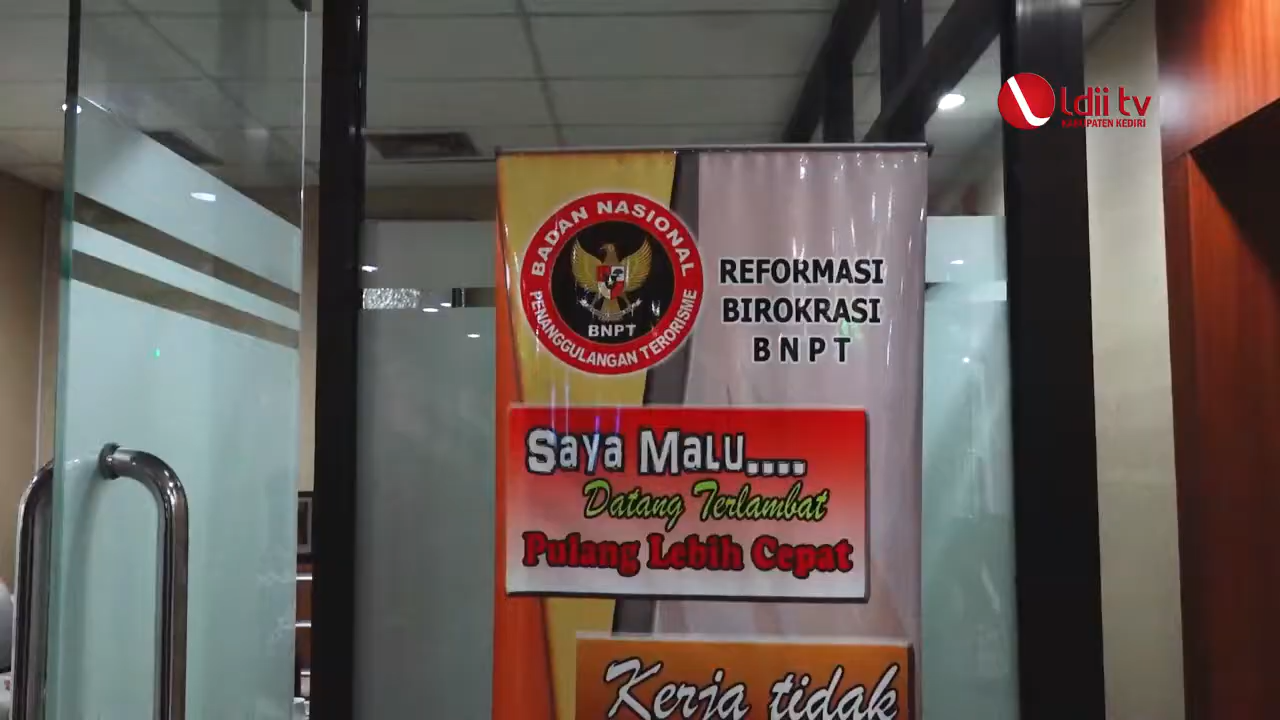 Ldii tv
KABUPATEN KEDIRI
BADAN NASIONAL
PENANGGULANGAN TERORISME
BNPT
REFORMASI
BIROKRASI
BNPT
Saya Malu....
Datang Terlambat
Pulang Lebih Cepat
Kerja tidak